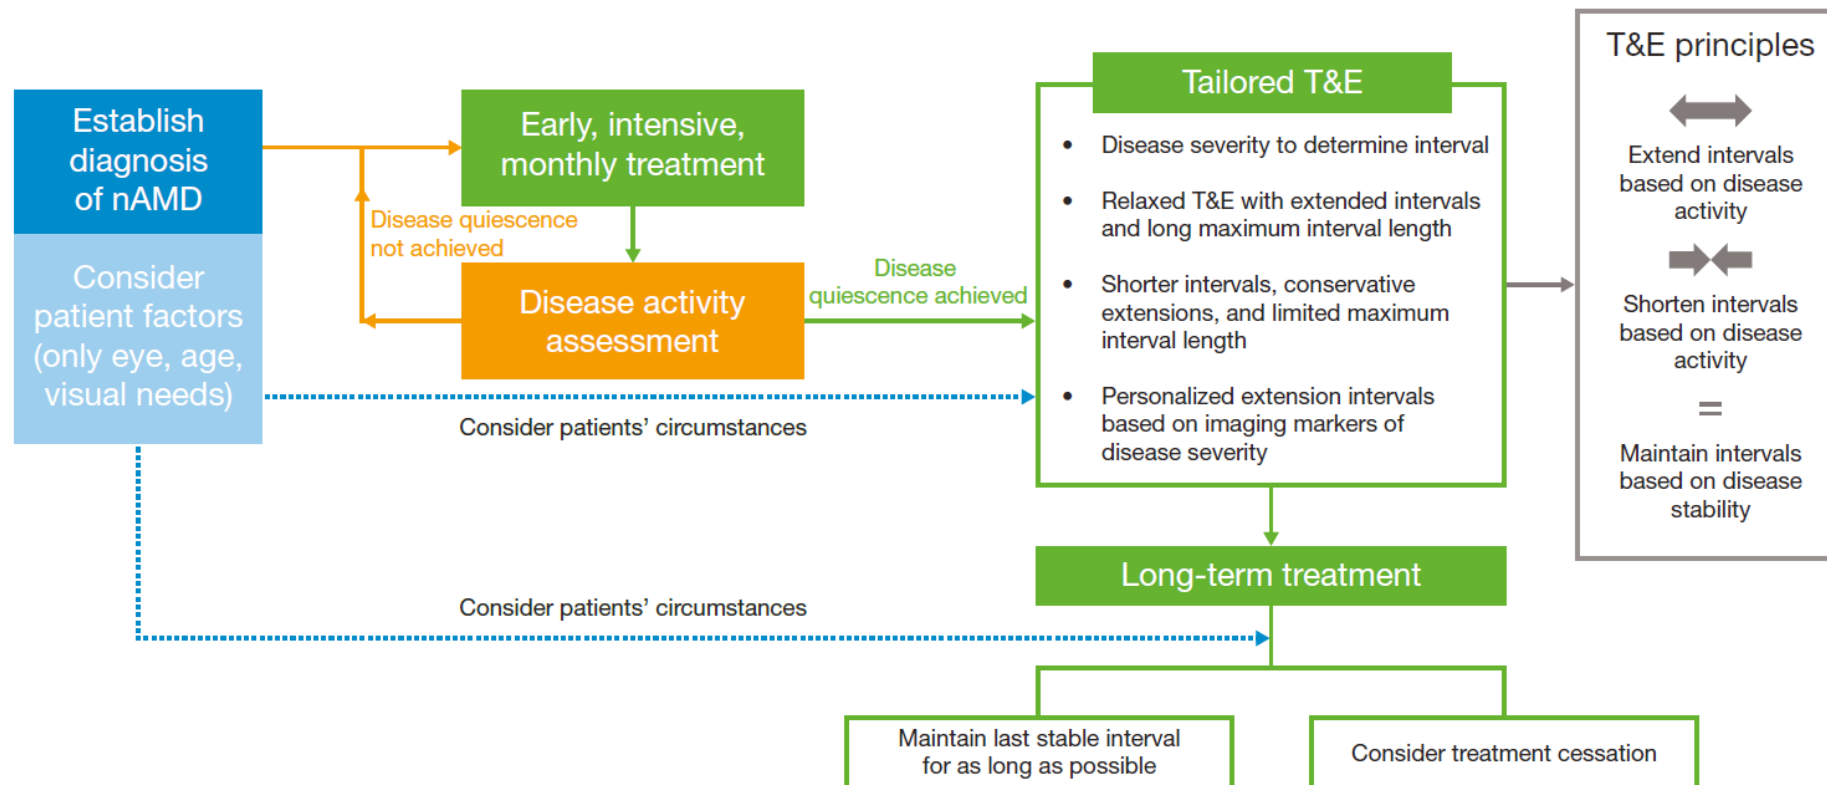 Establish
diagnosis
of nAMD
Consider
patient factors
(only eye, age,
visual needs)
Early, intensive,
monthly treatment
Disease quiescence
not achieved
Disease activity
assessment
Disease
quiescence achieved
Consider patients’ circumstances
Consider patients’ circumstances
Tailored T&E
• Disease severity to determine interval
• Relaxed T&E with extended intervals
and long maximum interval length
• Shorter intervals, conservative
extensions, and limited maximum
interval length
• Personalized extension intervals
based on imaging markers of
disease severity
Long-term treatment
Maintain last stable interval
for as long as possible
Consider treatment cessation
T&E principles
Extend intervals
based on disease
activity
Shorten intervals
based on disease
activity
=
Maintain intervals
based on disease
stability